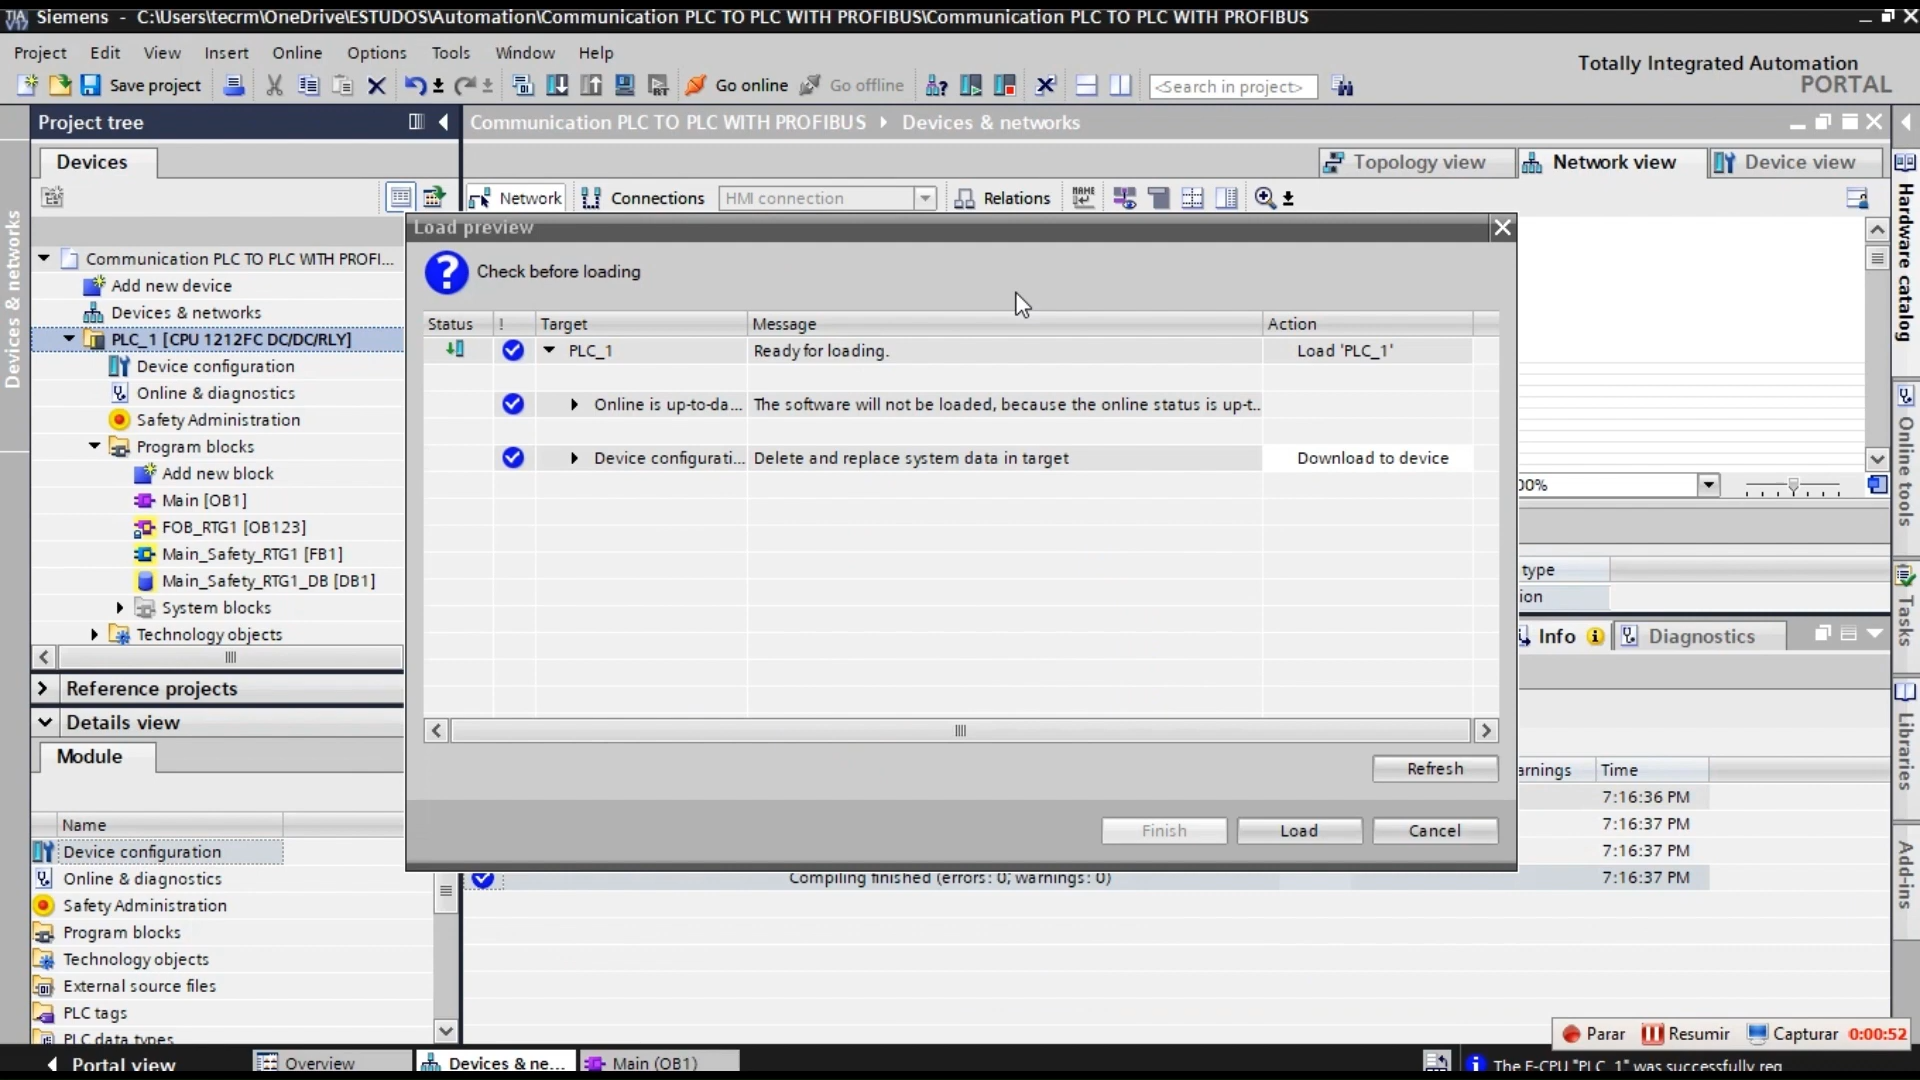 Siemens - C:\Users\tecrm\OneDrive\ESTUDOS\Automation\Communication PLC TO PLC WITH PROFIBUS\Communication PLC TO PLC WITH PROFIBUS
Project Edit View Insert Online Options Tools Window Help
Totally Integrated Automation
PORTAL
Save project Go online Go offline <Search in project>
Project tree
Communication PLC TO PLC WITH PROFIBUS Devices & networks
Devices
Topology view Network view Device view
Network Connections HMI connection Relations
Devices & networks
Load preview
Check before loading
Status ! Target Message Action
PLC_1 Ready for loading. Load 'PLC_1'
Online is up-to-da... The software will not be loaded, because the online status is up-t..
Device configurati... Delete and replace system data in target Download to device
Refresh
Finish Load Cancel
Communication PLC TO PLC WITH PROFI...
Add new device
Devices & networks
PLC_1 [CPU 1212FC DC/DC/RLY]
Device configuration
Online & diagnostics
Safety Administration
Program blocks
Add new block
Main [OB1]
FOB_RTG1 [OB123]
Main_Safety_RTG1 [FB1]
Main_Safety_RTG1_DB [DB1]
System blocks
Technology objects
Reference projects
Details view
Module
Name
Device configuration
Online & diagnostics
Safety Administration
Program blocks
Technology objects
External source files
PLC tags
PLC data types
00%
type
ion
Info Diagnostics
arnings Time
7:16:36 PM
7:16:37 PM
7:16:37 PM
Compiling finished (errors: 0; warnings: 0) 7:16:37 PM
Hardware catalog
Online tools
Tasks
Libraries
Add-ins
Parar Resumir Capturar 0:00:52
Portal view Overview Devices & ne... Main (OB1) The F-CPU "PLC_1" was successfully req